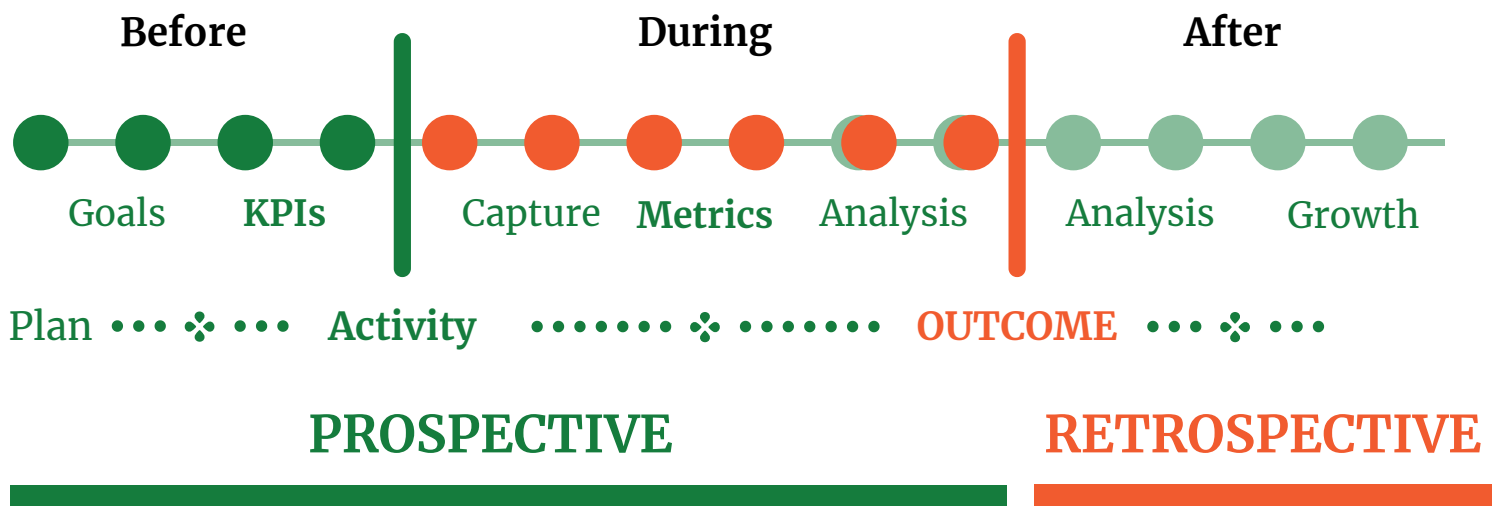 Before During After
Goals KPIs Capture Metrics Analysis Analysis Growth
Plan Activity OUTCOME
PROSPECTIVE RETROSPECTIVE